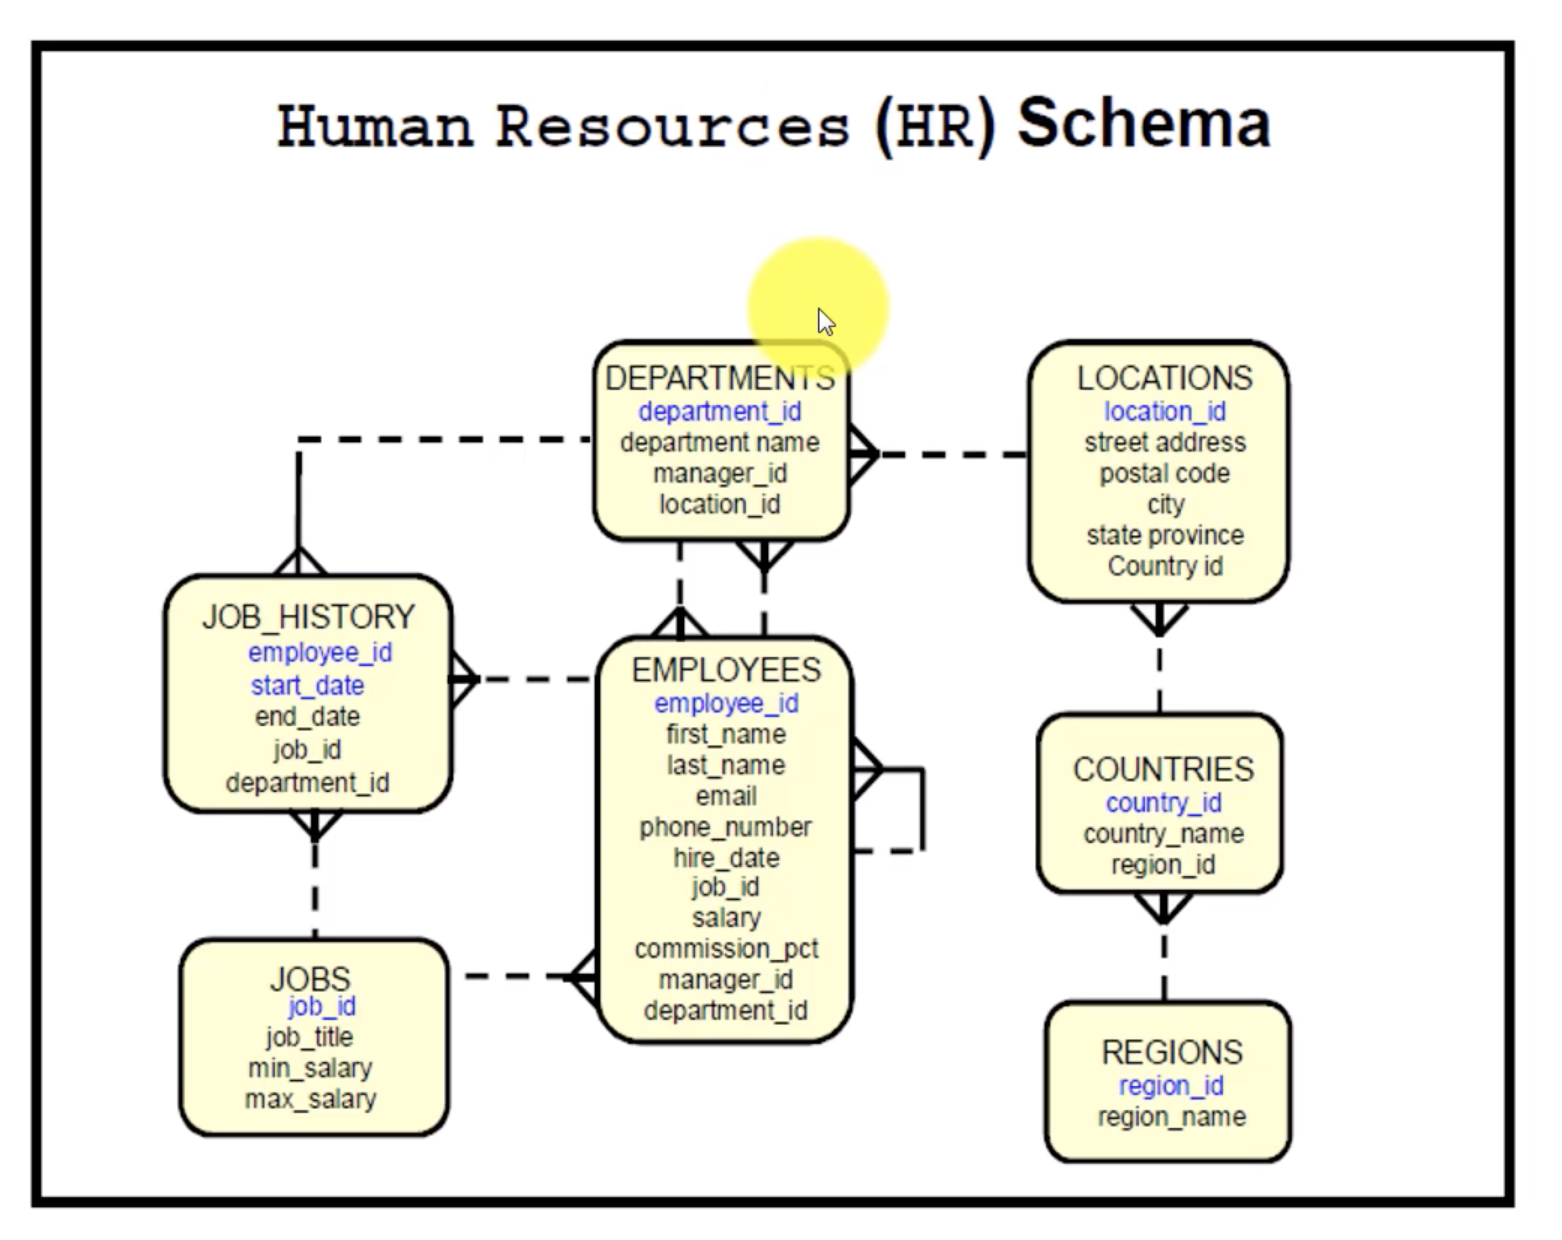 Human Resources (HR) Schema
DEPARTMENTS
department_id
department name
manager_id
location_id
LOCATIONS
location_id
street address
postal code
city
state province
Country id
JOB_HISTORY
employee_id
start_date
end_date
job_id
department_id
EMPLOYEES
employee_id
first_name
last_name
email
phone_number
hire_date
job_id
salary
commission_pct
manager_id
department_id
COUNTRIES
country_id
country_name
region_id
JOBS
job_id
job_title
min_salary
max_salary
REGIONS
region_id
region_name